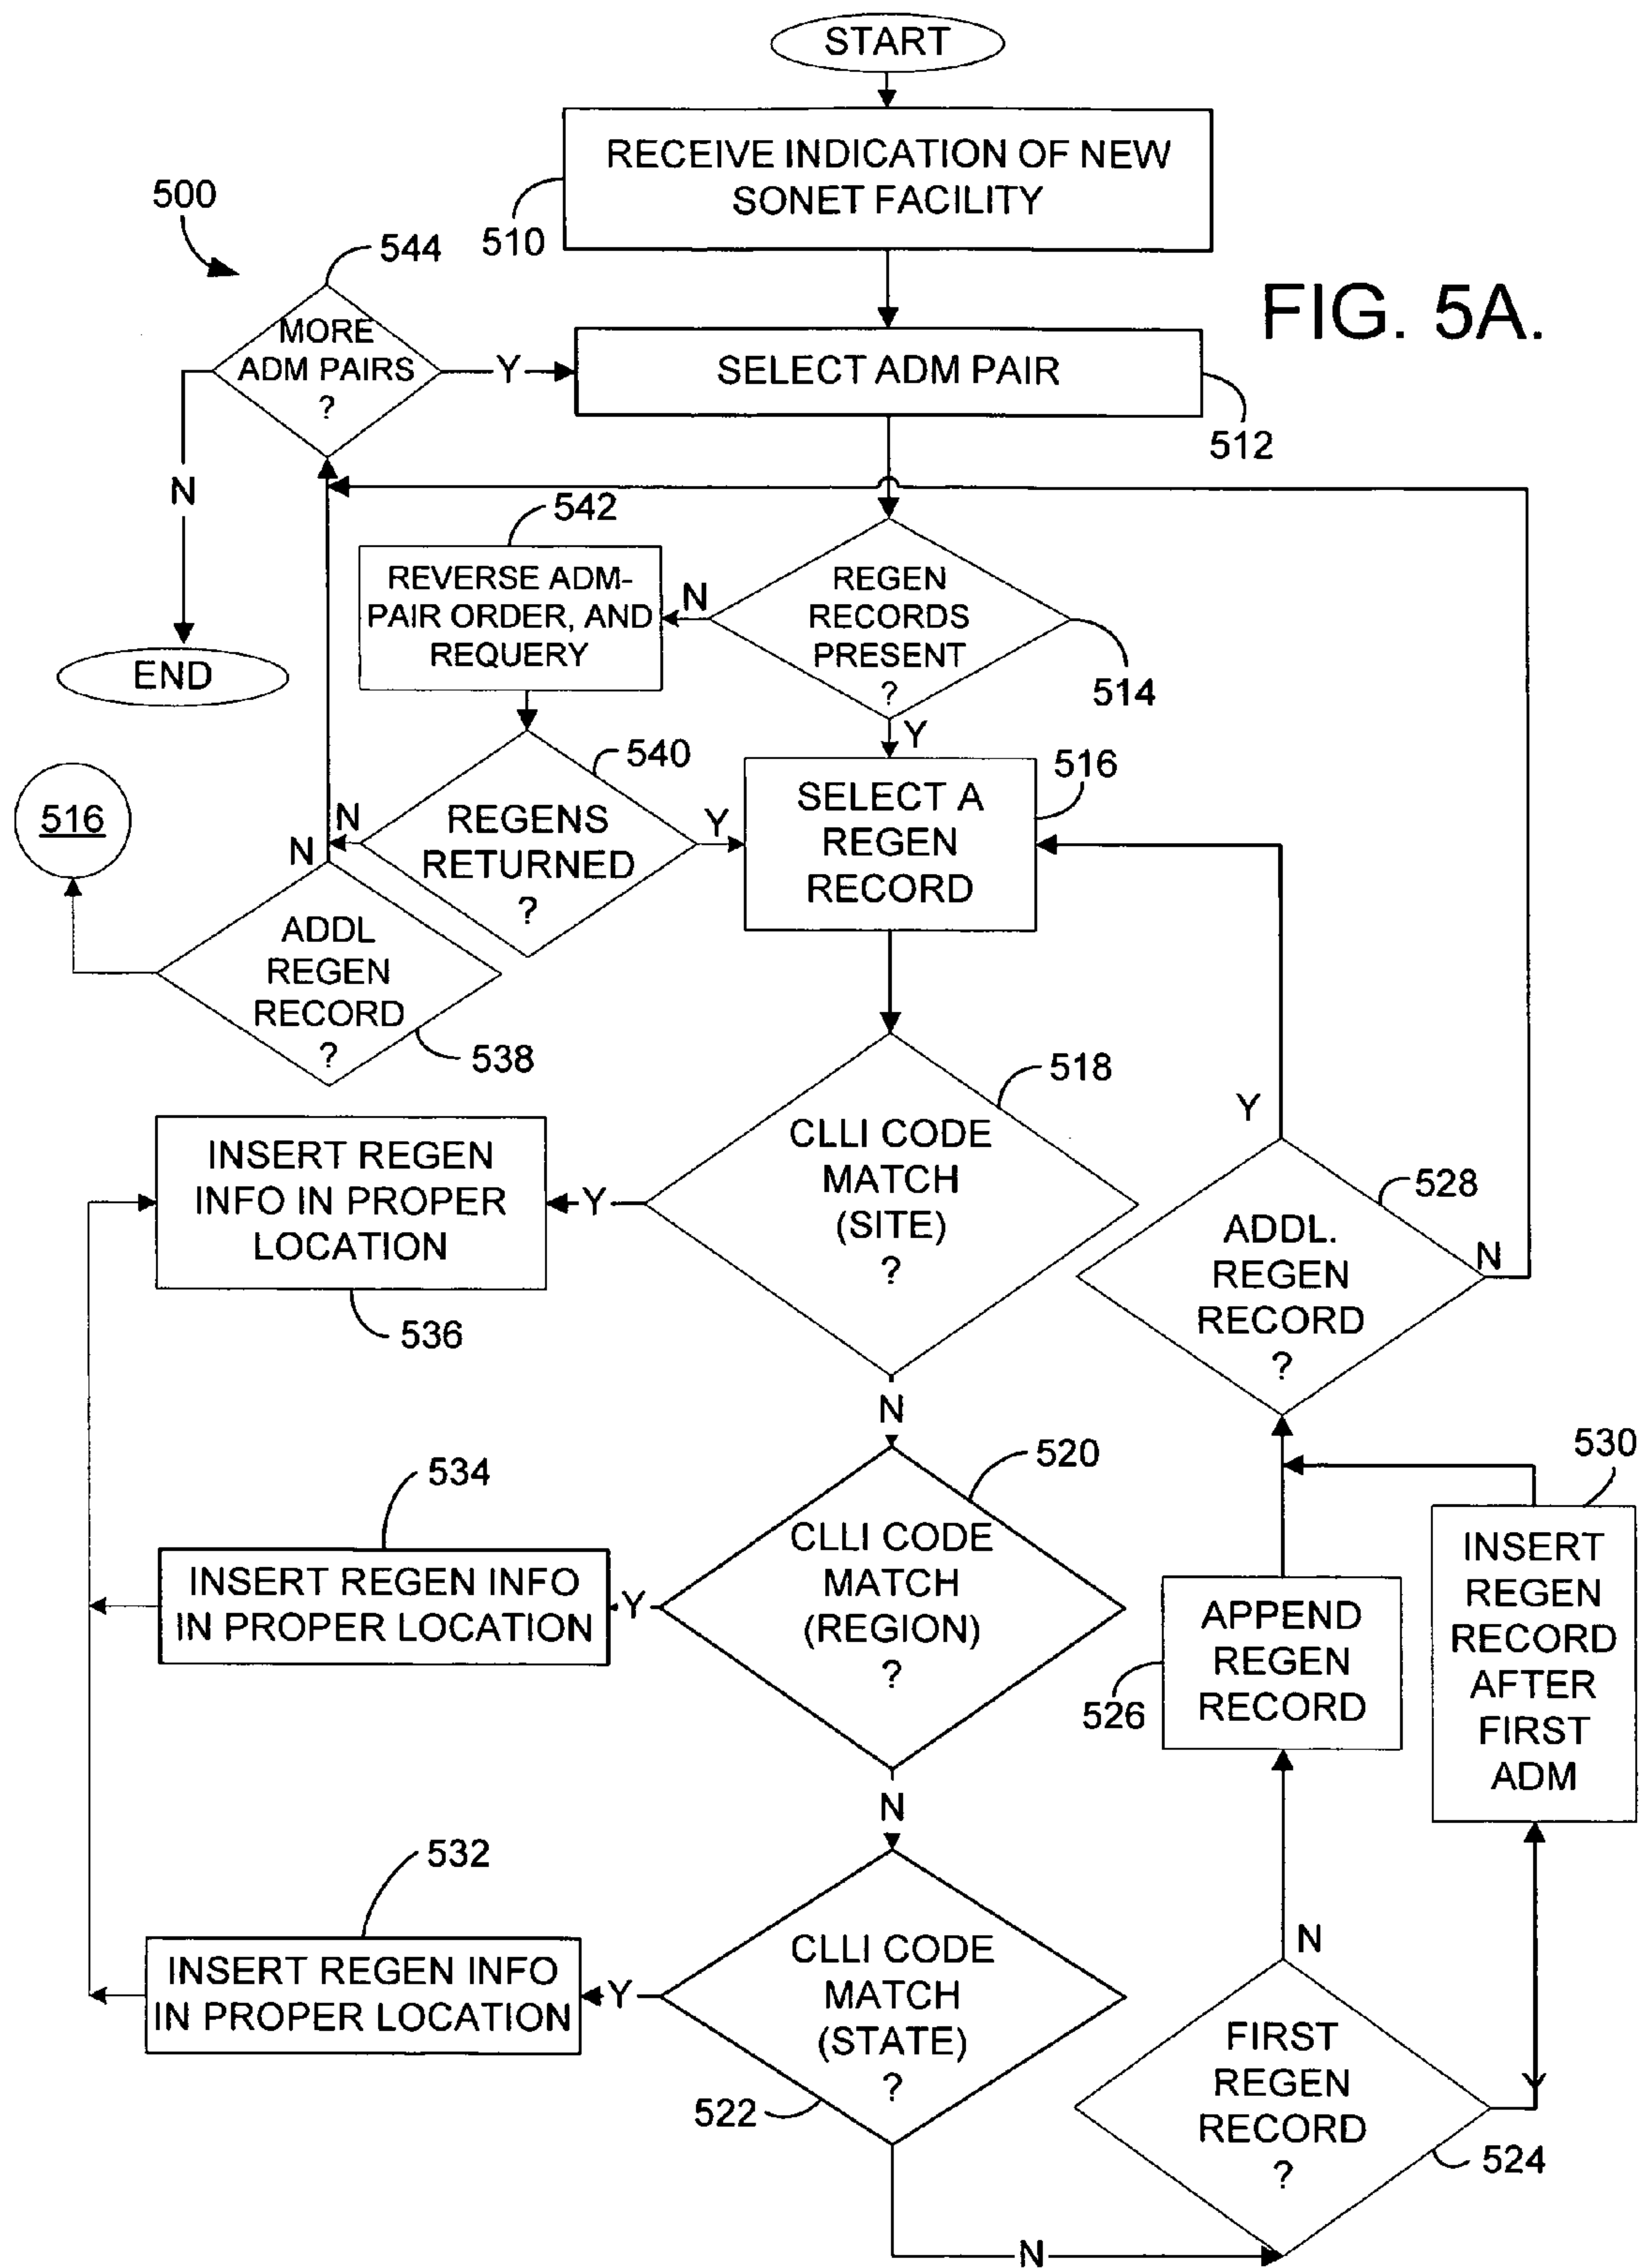 START
RECEIVE INDICATION OF NEW
SONET FACILITY
510
500
544
FIG. 5A.
MORE
ADM PAIRS
?
Y
SELECT ADM PAIR
512
N
542
REVERSE ADM-
PAIR ORDER, AND
REQUERY
N
REGEN
RECORDS
PRESENT
?
514
END
Y
540
516
516
N
REGENS
RETURNED
?
Y
SELECT A
REGEN
RECORD
N
ADDL
REGEN
RECORD
?
538
518
CLLI CODE
MATCH
(SITE)
?
Y
INSERT REGEN
INFO IN PROPER
LOCATION
536
Y
528
ADDL.
REGEN
RECORD
?
N
N
520
534
CLLI CODE
MATCH
(REGION)
?
Y
INSERT REGEN INFO
IN PROPER LOCATION
530
INSERT
REGEN
RECORD
AFTER
FIRST
ADM
APPEND
REGEN
RECORD
526
N
532
CLLI CODE
MATCH
(STATE)
?
Y
INSERT REGEN INFO
IN PROPER LOCATION
522
N
FIRST
REGEN
RECORD
?
Y
524
N